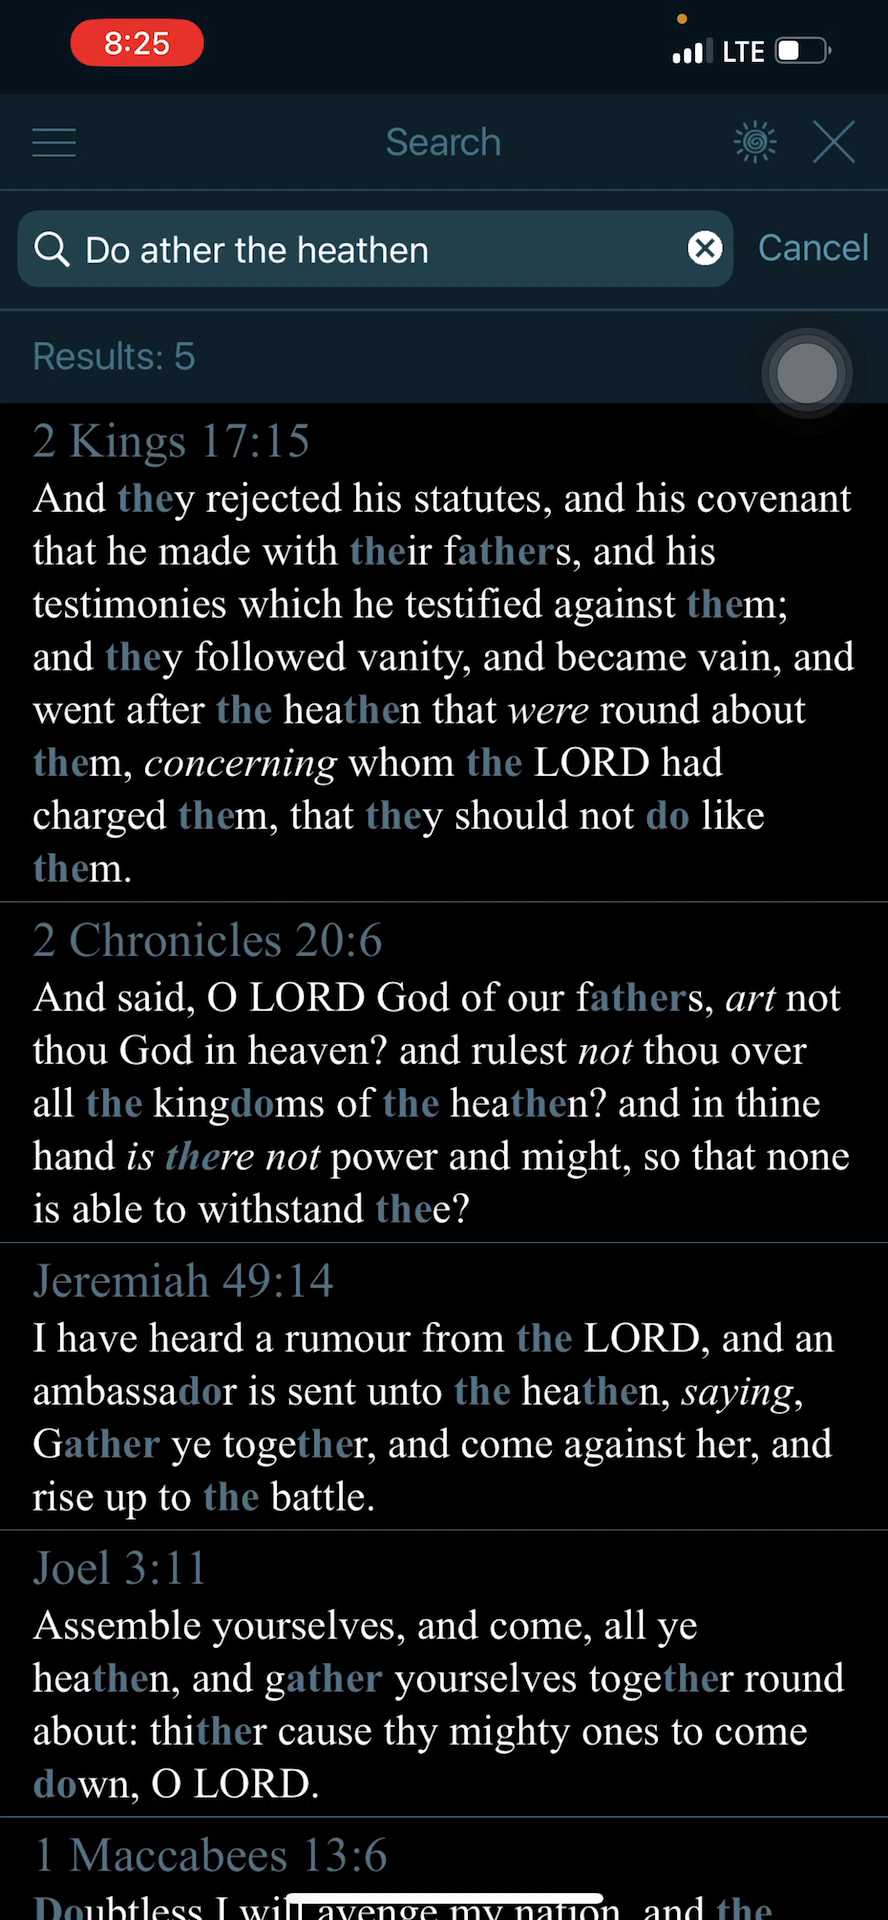 8:25
LTE
Search
Do ather the heathen
Cancel
Results: 5
2 Kings 17:15
And they rejected his statutes, and his covenant
that he made with their fathers, and his
testimonies which he testified against them;
and they followed vanity, and became vain, and
went after the heathen that were round about
them, concerning whom the LORD had
charged them, that they should not do like
them.
2 Chronicles 20:6
And said, O LORD God of our fathers, art not
thou God in heaven? and rulest not thou over
all the kingdoms of the heathen? and in thine
hand is there not power and might, so that none
is able to withstand thee?
Jeremiah 49:14
I have heard a rumour from the LORD, and an
ambassador is sent unto the heathen, saying,
Gather ye together, and come against her, and
rise up to the battle.
Joel 3:11
Assemble yourselves, and come, all ye
heathen, and gather yourselves together round
about: thither cause thy mighty ones to come
down, O LORD.
1 Maccabees 13:6
Doubtless I will avenge my nation, and the